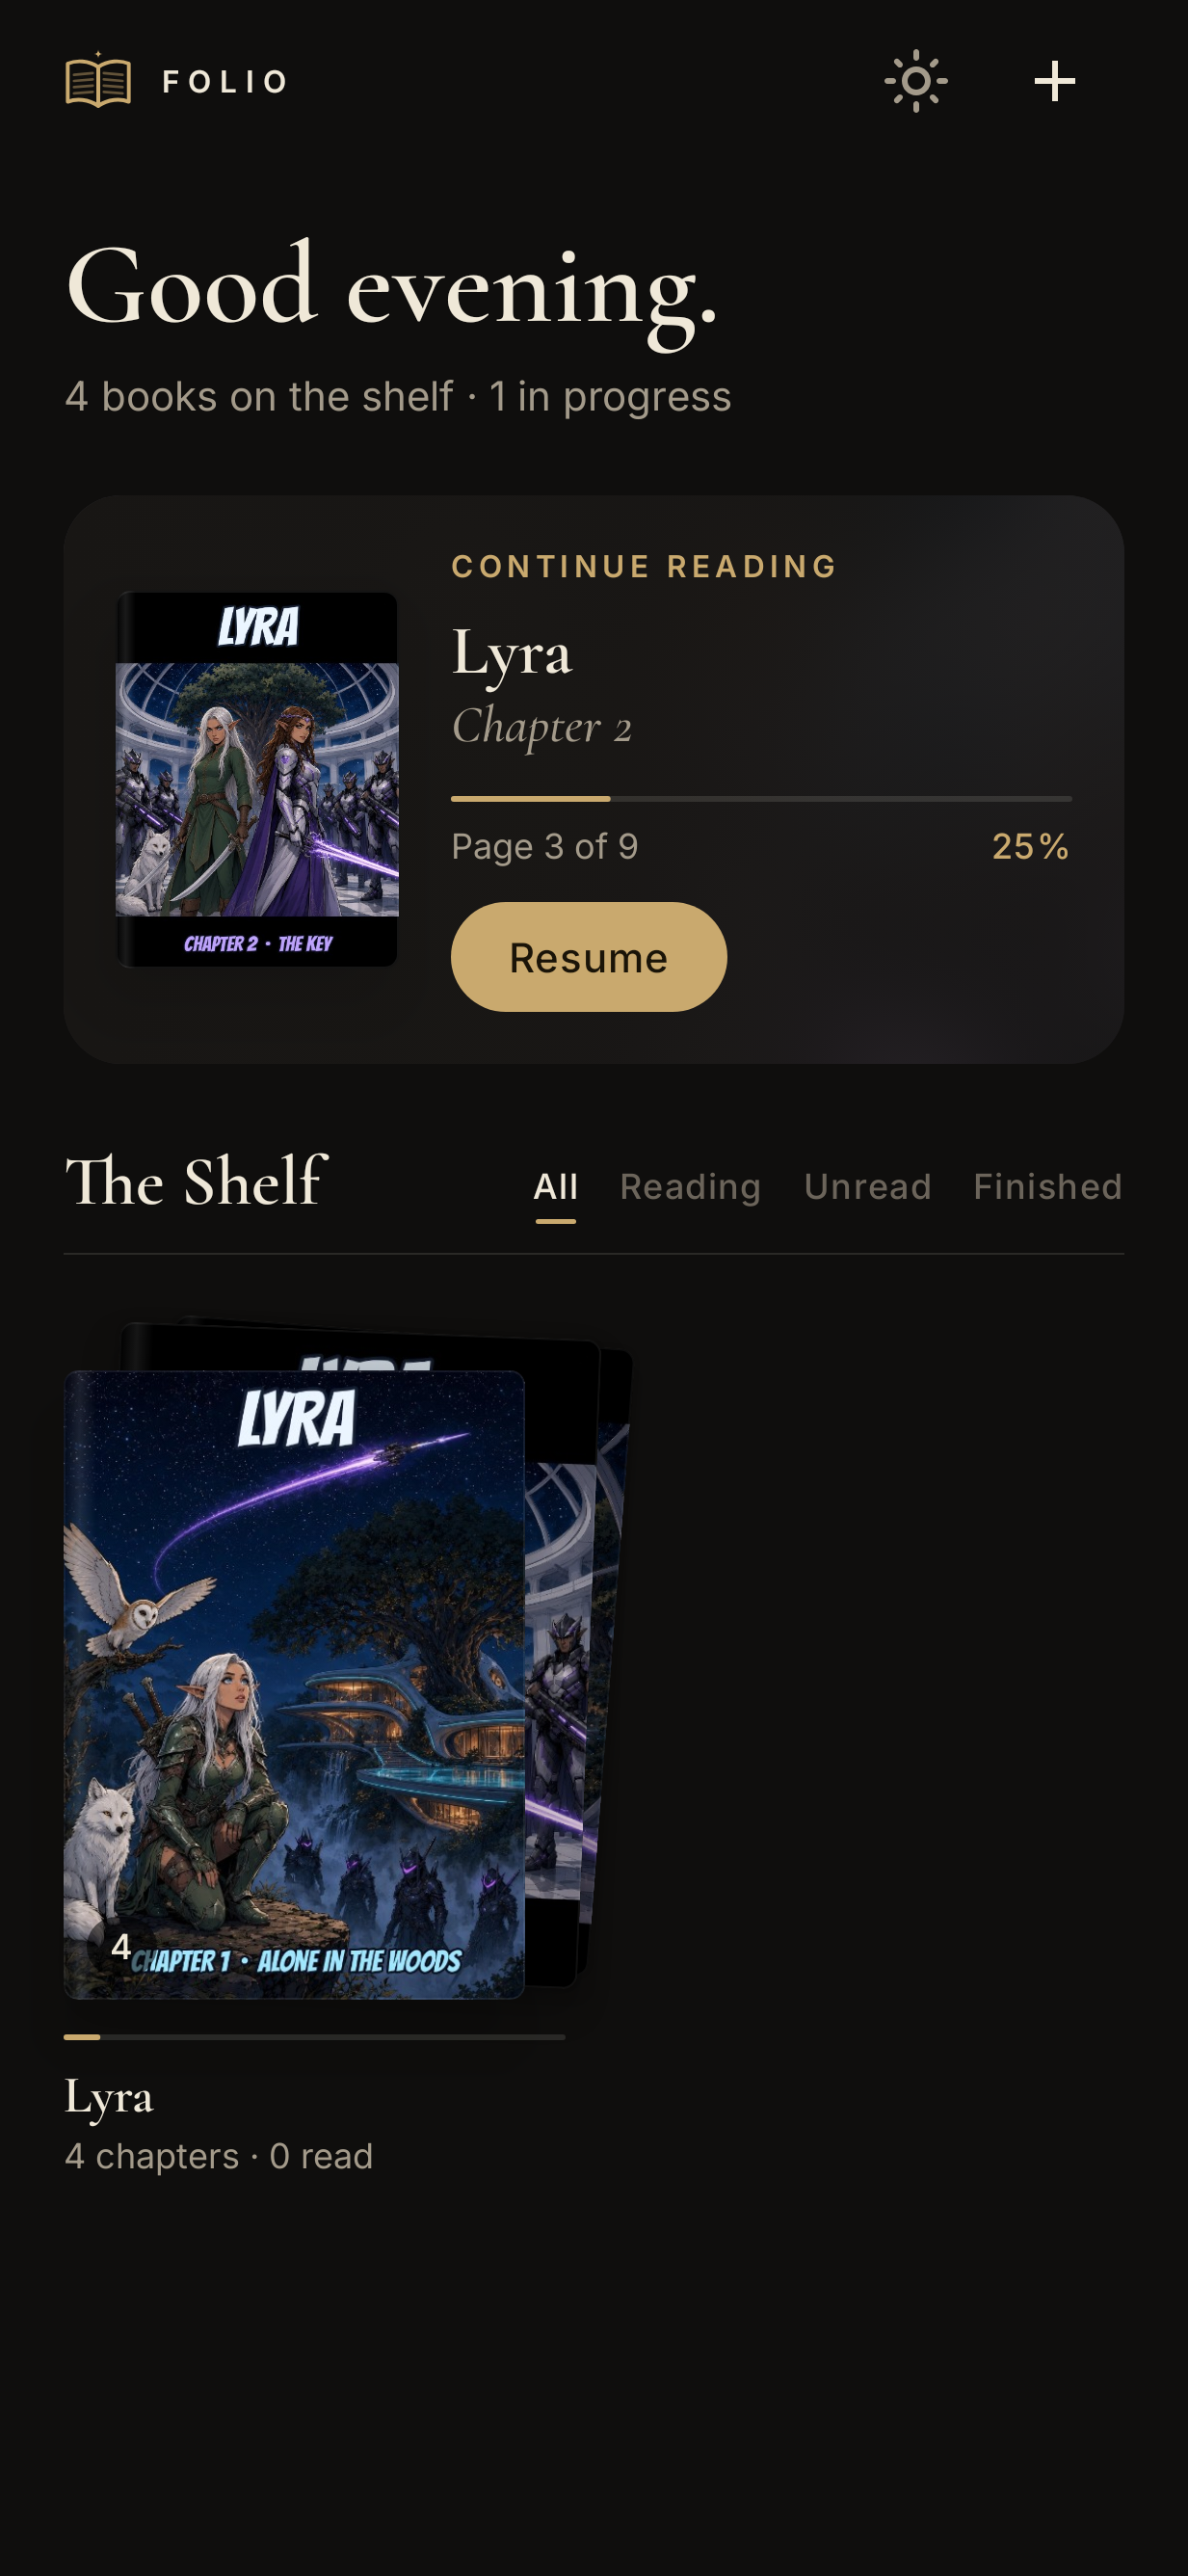 FOLIO
Good evening.
4 books on the shelf · 1 in progress
CONTINUE READING
LYRA
CHAPTER 2 · THE KEY
Lyra
Chapter 2
Page 3 of 9
25%
Resume
The Shelf
All Reading Unread Finished
LYRA
LYRA
4
CHAPTER 1 · ALONE IN THE WOODS
Lyra
4 chapters · 0 read